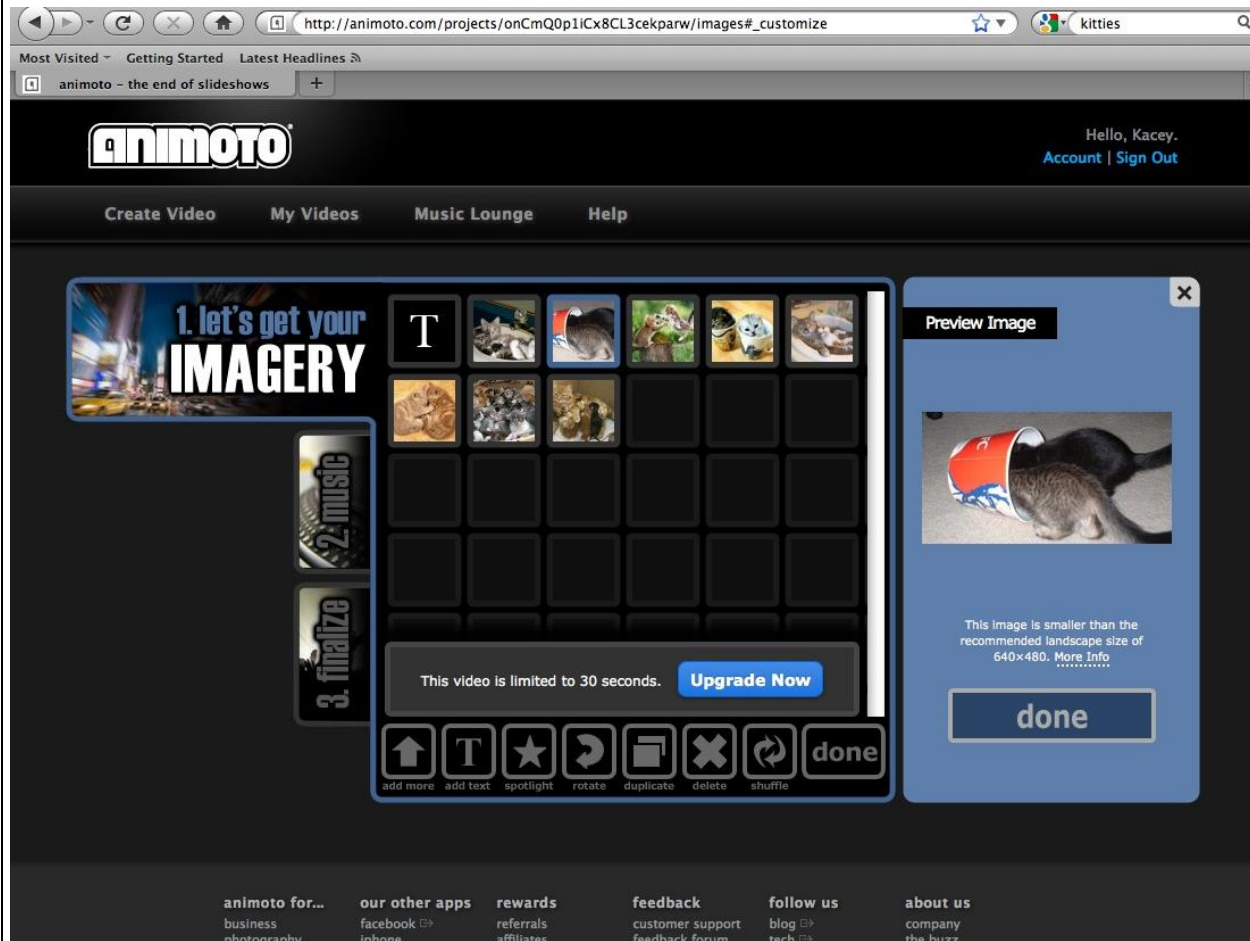 http://animoto.com/projects/onCmQ0p1iCx8CL3cekparw/images#_customize
kitties
Most Visited Getting Started Latest Headlines
animoto - the end of slideshows +
animoto
Hello, Kacey.
Account | Sign Out
Create Video My Videos Music Lounge Help
1. let's get your
IMAGERY
T
2. music
3. finalize
Preview Image
This image is smaller than the
recommended landscape size of
640×480. More Info
done
This video is limited to 30 seconds. Upgrade Now
T
done
add more add text spotlight rotate duplicate delete shuffle
animoto for... our other apps rewards feedback follow us about us
business facebook referrals customer support blog company
photography iphone affiliates feedback forum tech the buzz